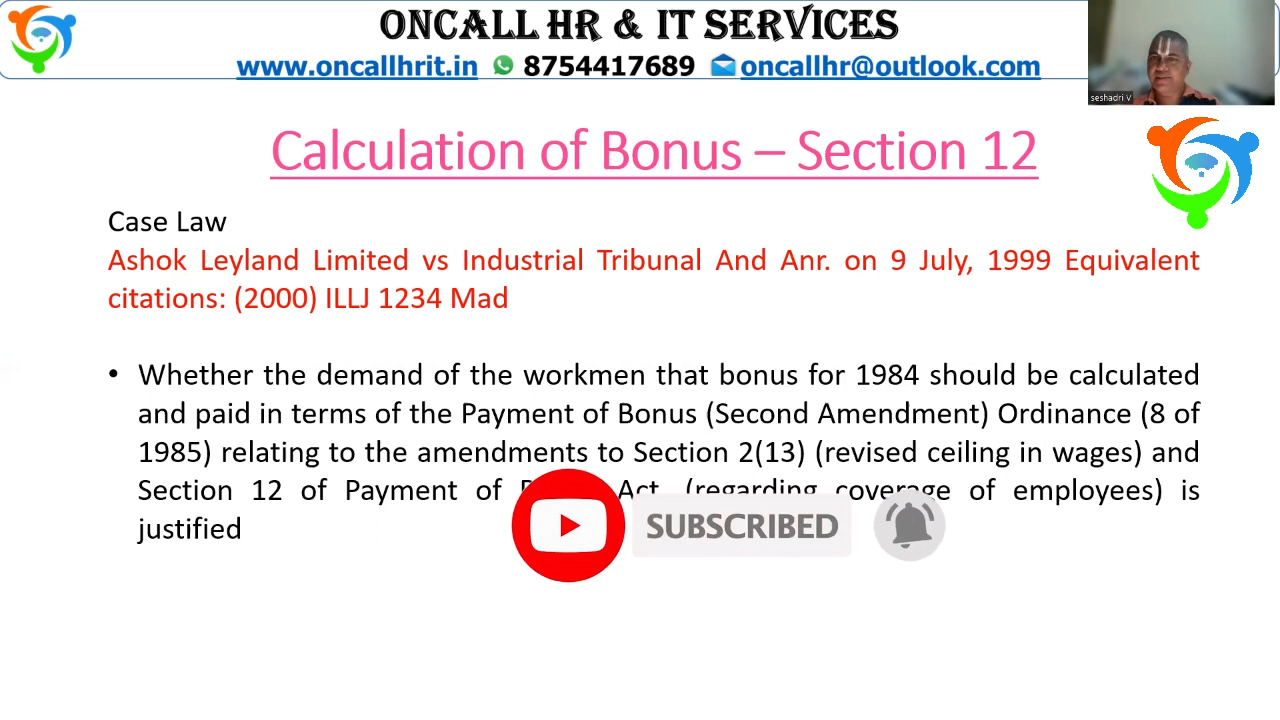 ONCALL HR & IT SERVICES
www.oncallhrit.in 8754417689 oncallhr@outlook.com
seshadri V
Calculation of Bonus – Section 12
Case Law
Ashok Leyland Limited vs Industrial Tribunal And Anr. on 9 July, 1999 Equivalent
citations: (2000) ILLJ 1234 Mad
• Whether the demand of the workmen that bonus for 1984 should be calculated
and paid in terms of the Payment of Bonus (Second Amendment) Ordinance (8 of
1985) relating to the amendments to Section 2(13) (revised ceiling in wages) and
Section 12 of Payment of Act, (regarding coverage of employees) is
justified
SUBSCRIBED